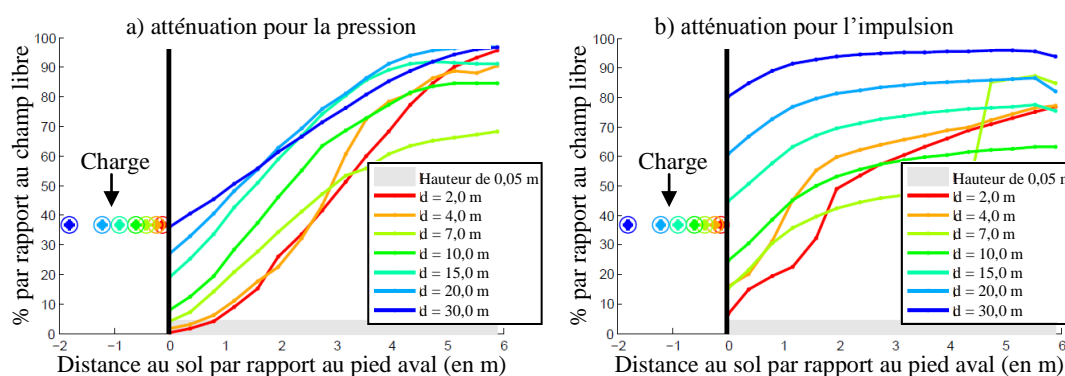 a) atténuation pour la pression
% par rapport au champ libre
100
90
80
70
60
50
40
30
20
10
0
Charge
Hauteur de 0,05 m
d = 2,0 m
d = 4,0 m
d = 7,0 m
d = 10,0 m
d = 15,0 m
d = 20,0 m
d = 30,0 m
−2 −1 0 1 2 3 4 5 6
Distance au sol par rapport au pied aval (en m)
b) atténuation pour l’impulsion
% par rapport au champ libre
100
90
80
70
60
50
40
30
20
10
0
Charge
Hauteur de 0,05 m
d = 2,0 m
d = 4,0 m
d = 7,0 m
d = 10,0 m
d = 15,0 m
d = 20,0 m
d = 30,0 m
−2 −1 0 1 2 3 4 5 6
Distance au sol par rapport au pied aval (en m)